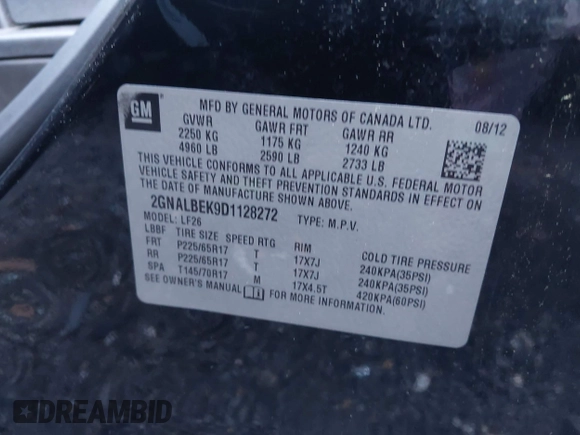 GM
MFD BY GENERAL MOTORS OF CANADA LTD. 08/12
GVWR GAWR FRT GAWR RR
2250 KG 1175 KG 1240 KG
4960 LB 2590 LB 2733 LB
THIS VEHICLE CONFORMS TO ALL APPLICABLE U.S. FEDERAL MOTOR
VEHICLE SAFETY AND THEFT PREVENTION STANDARDS IN EFFECT ON
THE DATE OF MANUFACTURE SHOWN ABOVE.
2GNALBEK9D1128272 TYPE: M.P.V.
MODEL: LF26
LBBF TIRE SIZE SPEED RTG RIM COLD TIRE PRESSURE
FRT P225/65R17 T 17X7J 240KPA(35PSI)
RR P225/65R17 T 17X7J 240KPA(35PSI)
SPA T145/70R17 M 17X4.5T 420KPA(60PSI)
SEE OWNER'S MANUAL FOR MORE INFORMATION.
DREAMBID